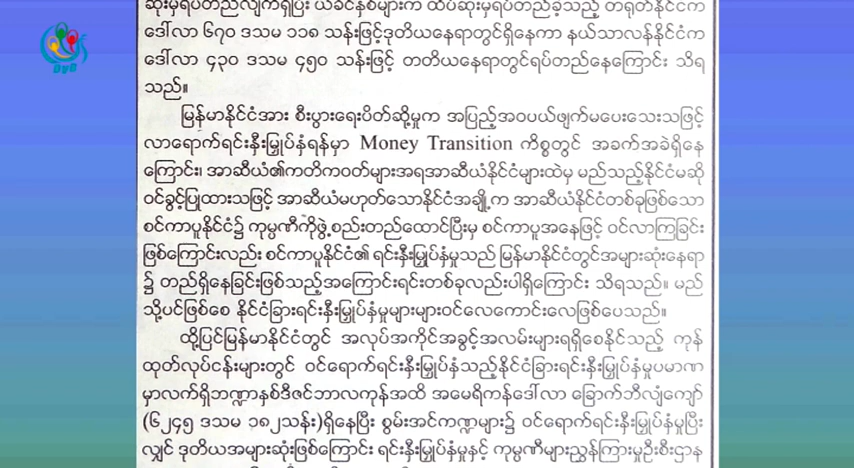 ဆုံးမှရပ်တည်လျက်ရှိပြီး ယခင်နှစ်များက ထိပ်ဆုံးမှရပ်တည်ခဲ့သည့် တရုတ်နိုင်ငံက
ဒေါ်လာ ၆၇၀ ဒသမ ၁၁၈ သန်းဖြင့်ဒုတိယနေရာတွင်ရှိနေကာ နယ်သာလန်နိုင်ငံက
ဒေါ်လာ ၄၃၀ ဒသမ ၄၅၀ သန်းဖြင့် တတိယနေရာတွင်ရပ်တည်နေကြောင်း သိရ
သည်။
မြန်မာနိုင်ငံအား စီးပွားရေးပိတ်ဆို့မှုက အပြည့်အဝပယ်ဖျက်မပေးသေးသဖြင့်
လာရောက်ရင်းနှီးမြှုပ်နှံရန်မှာ Money Transition ကိစ္စတွင် အခက်အခဲရှိနေ
ကြောင်း၊ အာဆီယံ၏ကတိကဝတ်များအရအာဆီယံနိုင်ငံများထဲမှ မည်သည့်နိုင်ငံမဆို
ဝင်ခွင့်ပြုထားသဖြင့် အာဆီယံမဟုတ်သောနိုင်ငံအချို့က အာဆီယံနိုင်ငံတစ်ခုဖြစ်သော
စင်ကာပူနိုင်ငံ၌ ကုမ္ပဏီကိုဖွဲ့စည်းတည်ထောင်ပြီးမှ စင်ကာပူအနေဖြင့် ဝင်လာကြခြင်း
ဖြစ်ကြောင်းလည်း စင်ကာပူနိုင်ငံ၏ ရင်းနှီးမြှုပ်နှံမှုသည် မြန်မာနိုင်ငံတွင်အများဆုံးနေရာ
၌ တည်ရှိနေခြင်းဖြစ်သည့်အကြောင်းရင်းတစ်ခုလည်းပါရှိကြောင်း သိရသည်။ မည်
သို့ပင်ဖြစ်စေ နိုင်ငံခြားရင်းနှီးမြှုပ်နှံမှုများများဝင်လေကောင်းလေဖြစ်ပေသည်။
ထို့ပြင်မြန်မာနိုင်ငံတွင် အလုပ်အကိုင်အခွင့်အလမ်းများရရှိစေနိုင်သည့် ကုန်
ထုတ်လုပ်ငန်းများတွင် ဝင်ရောက်ရင်းနှီးမြှုပ်နှံသည့်နိုင်ငံခြားရင်းနှီးမြှုပ်နှံမှုပမာဏ
မှာလက်ရှိဘဏ္ဍာနှစ်ဒီဇင်ဘာလကုန်အထိ အမေရိကန်ဒေါ်လာ ခြောက်ဘီလျံကျော်
(၆၂၄၅ ဒသမ ၁၈၂သန်း)ရှိနေပြီး စွမ်းအင်ကဏ္ဍများ၌ ဝင်ရောက်ရင်းနှီးမြှုပ်နှံမှုပြီး
လျှင် ဒုတိယအများဆုံးဖြစ်ကြောင်း ရင်းနှီးမြှုပ်နှံမှုနှင့် ကုမ္ပဏီများညွှန်ကြားမှုဦးစီးဌာန